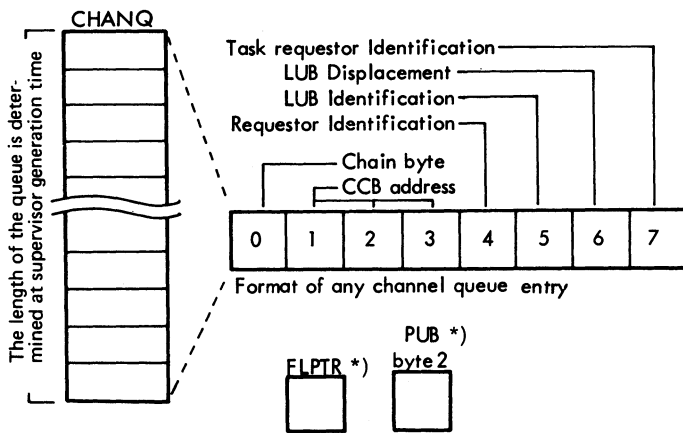 CHANQ
The length of the queue is deter-
mined at supervisor generation time
Task requestor Identification
LUB Displacement
LUB Identification
Requestor Identification
Chain byte
CCB address
0 1 2 3 4 5 6 7
Format of any channel queue entry
FLPTR *)
PUB *)
byte 2